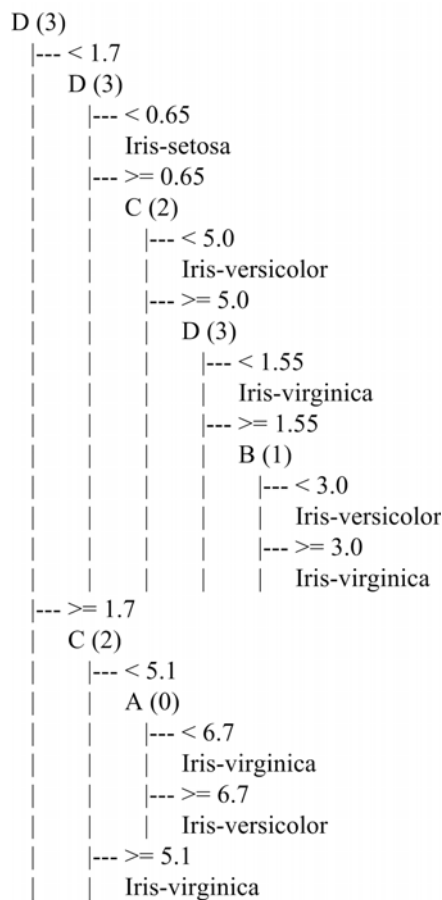 D (3)
|--- < 1.7
| D (3)
| |--- < 0.65
| | Iris-setosa
| |--- >= 0.65
| | C (2)
| | |--- < 5.0
| | | Iris-versicolor
| | |--- >= 5.0
| | | D (3)
| | | |--- < 1.55
| | | | Iris-virginica
| | | |--- >= 1.55
| | | | B (1)
| | | | |--- < 3.0
| | | | | Iris-versicolor
| | | | |--- >= 3.0
| | | | | Iris-virginica
|--- >= 1.7
| C (2)
| |--- < 5.1
| | A (0)
| | |--- < 6.7
| | | Iris-virginica
| | |--- >= 6.7
| | | Iris-versicolor
| |--- >= 5.1
| | Iris-virginica